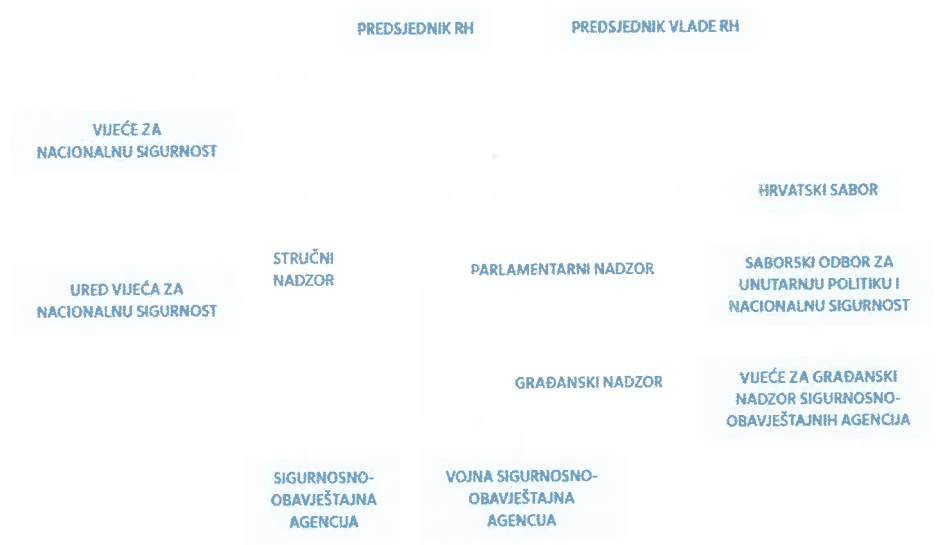 PREDSJEDNIK RH
PREDSJEDNIK VLADE RH
VIJEĆE ZA
NACIONALNU SIGURNOST
HRVATSKI SABOR
STRUČNI
NADZOR
PARLAMENTARNI NADZOR
SABORSKI ODBOR ZA
UNUTARNJU POLITIKU I
NACIONALNU SIGURNOST
URED VIJEĆA ZA
NACIONALNU SIGURNOST
GRAĐANSKI NADZOR
VIJEĆE ZA GRAĐANSKI
NADZOR SIGURNOSNO-
OBAVJEŠTAJNIH AGENCIJA
SIGURNOSNO-
OBAVJEŠTAJNA
AGENCIJA
VOJNA SIGURNOSNO-
OBAVJEŠTAJNA
AGENCIJA